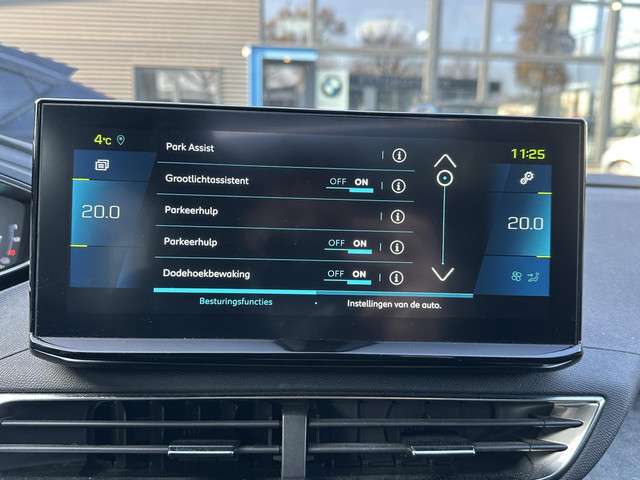 4°C
11:25
Park Assist
Grootlichtassistent OFF ON
20.0
Parkeerhulp
20.0
Parkeerhulp OFF ON
Dodehoekbewaking OFF ON
Besturingsfuncties
Instellingen van de auto.